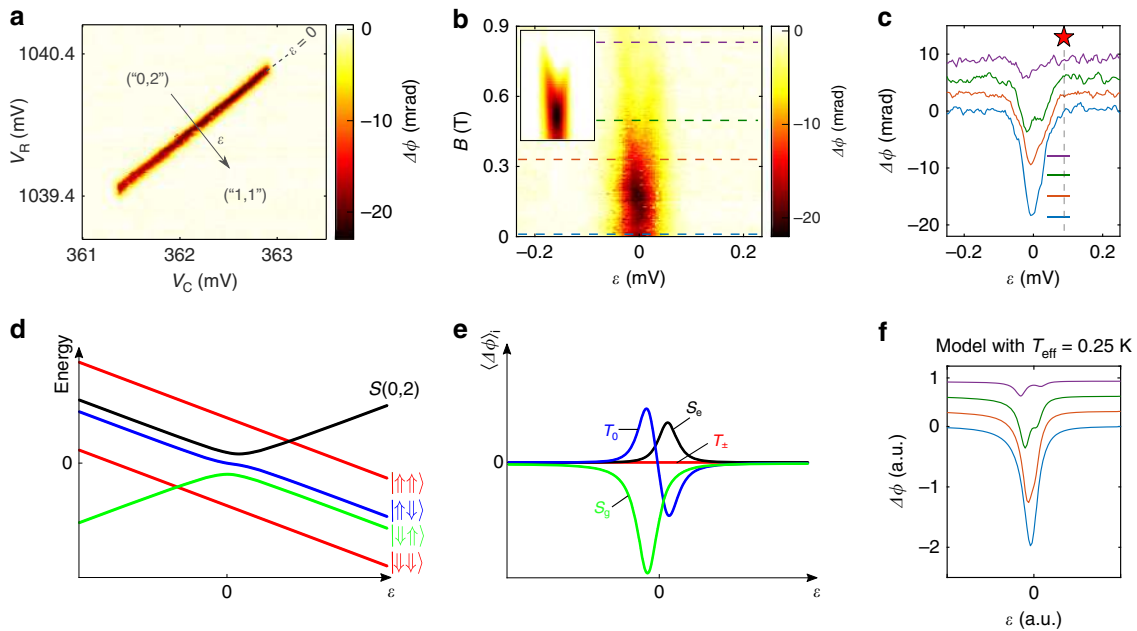 a
b
c
1040.4
1039.4
V_R (mV)
361
362
363
V_C (mV)
("0,2")
("1,1")
ε
ε = 0
0
−10
−20
Δϕ (mrad)
0.9
0.6
0.3
0
B (T)
−0.2
0
0.2
ε (mV)
0
−10
−20
Δϕ (mrad)
10
0
−10
−20
Δϕ (mrad)
−0.2
0
0.2
ε (mV)
d
e
f
Energy
0
S(0,2)
|⇑⇑⟩
|⇑⇓⟩
|⇓⇑⟩
|⇓⇓⟩
0
ε
⟨Δϕ⟩_i
0
T_0
S_e
T_±
S_g
0
ε
Model with T_eff = 0.25 K
1
0
−1
−2
Δϕ (a.u.)
0
ε (a.u.)